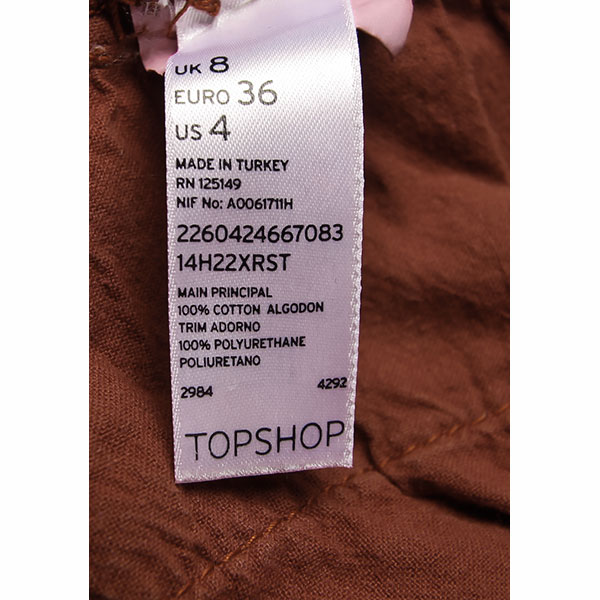 UK 8
EURO 36
US 4
MADE IN TURKEY
RN 125149
NIF No: A0061711H
2260424667083
14H22XRST
MAIN PRINCIPAL
100% COTTON ALGODON
TRIM ADORNO
100% POLYURETHANE
POLIURETANO
2984 4292
TOPSHOP